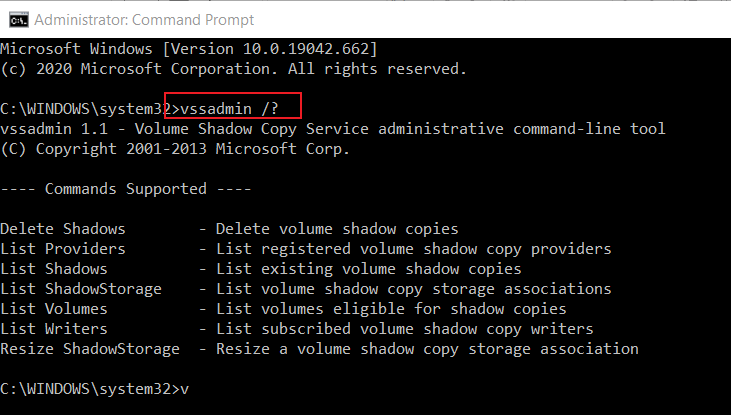 Administrator: Command Prompt
Microsoft Windows [Version 10.0.19042.662]
(c) 2020 Microsoft Corporation. All rights reserved.
C:\WINDOWS\system32>vssadmin /?
vssadmin 1.1 - Volume Shadow Copy Service administrative command-line tool
(C) Copyright 2001-2013 Microsoft Corp.
---- Commands Supported ----
Delete Shadows - Delete volume shadow copies
List Providers - List registered volume shadow copy providers
List Shadows - List existing volume shadow copies
List ShadowStorage - List volume shadow copy storage associations
List Volumes - List volumes eligible for shadow copies
List Writers - List subscribed volume shadow copy writers
Resize ShadowStorage - Resize a volume shadow copy storage association
C:\WINDOWS\system32>v